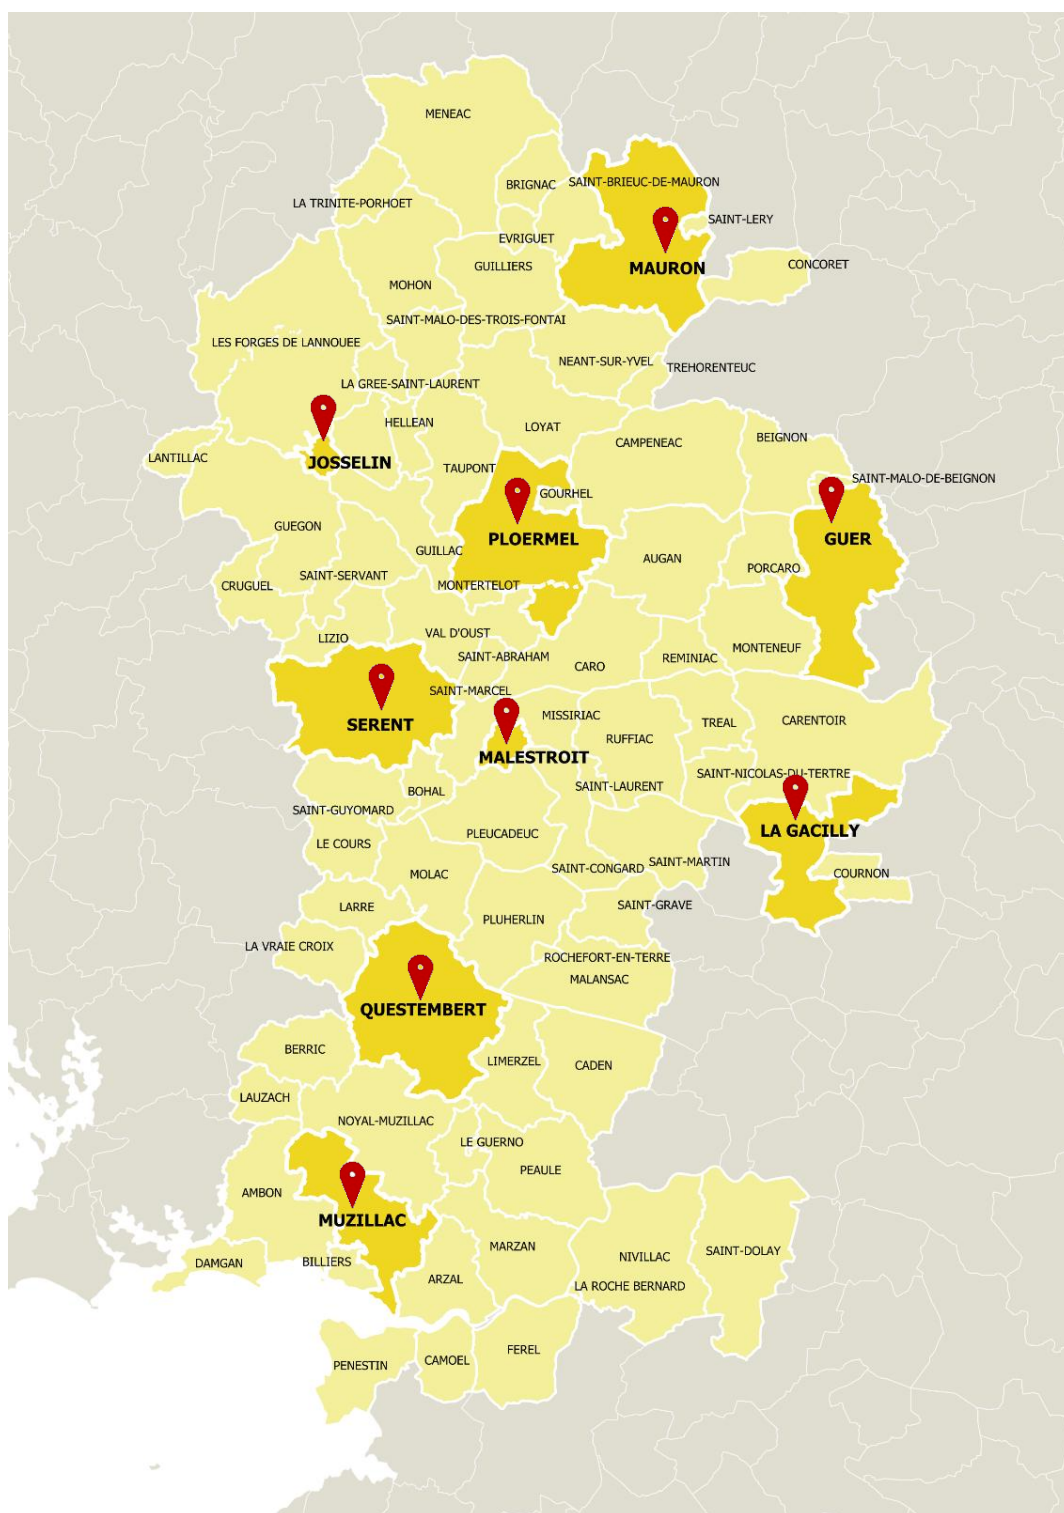 MENEAC
SAINT-BRIEUC-DE-MAURON
BRIGNAC
LA TRINITE-PORHOET
SAINT-LERY
EVRIGUET
GUILLIERS
MAURON
CONCORET
MOHON
SAINT-MALO-DES-TROIS-FONTAI
LES FORGES DE LANNOUEE
NEANT-SUR-YVEL
TREHORENTEUC
LA GREE-SAINT-LAURENT
HELLEAN
LOYAT
CAMPENEAC
BEIGNON
LANTILLAC
JOSSELIN
TAUPONT
SAINT-MALO-DE-BEIGNON
GOURHEL
GUEGON
PLOERMEL
GUER
GUILLAC
AUGAN
PORCARO
SAINT-SERVANT
CRUGUEL
MONTERTELOT
LIZIO
VAL D'OUST
SAINT-ABRAHAM
CARO
REMINIAC
MONTENEUF
SAINT-MARCEL
SERENT
MISSIRIAC
TREAL
CARENTOIR
RUFFIAC
MALESTROIT
SAINT-NICOLAS-DU-TERTRE
BOHAL
SAINT-LAURENT
SAINT-GUYOMARD
LA GACILLY
PLEUCADEUC
LE COURS
SAINT-MARTIN
SAINT-CONGARD
MOLAC
COURNON
LARRE
SAINT-GRAVE
PLUHERLIN
LA VRAIE CROIX
ROCHEFORT-EN-TERRE
MALANSAC
QUESTEMBERT
BERRIC
LIMERZEL
CADEN
LAUZACH
NOYAL-MUZILLAC
LE GUERNO
PEAULE
AMBON
MUZILLAC
MARZAN
SAINT-DOLAY
NIVILLAC
DAMGAN
BILLIERS
ARZAL
LA ROCHE BERNARD
FEREL
CAMOEL
PENESTIN